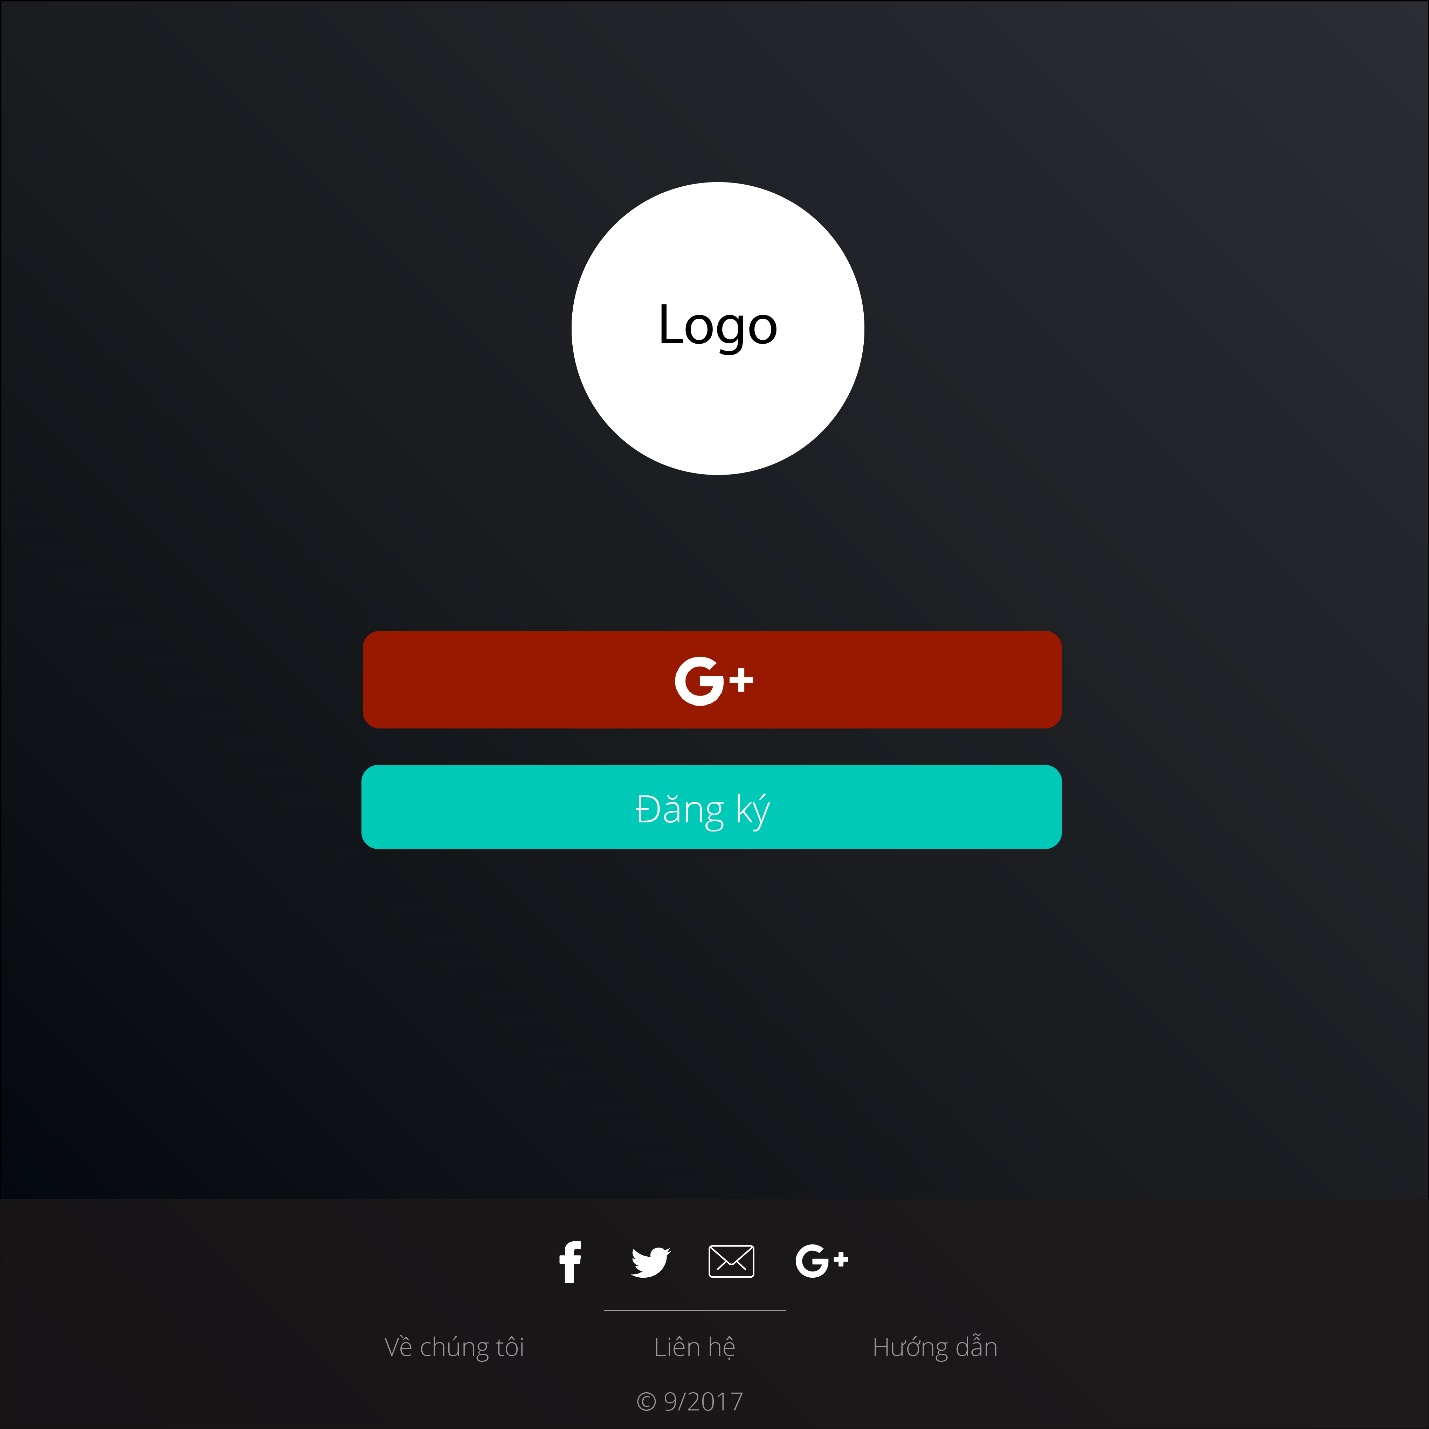 Logo
G+
Đăng ký
G+
Về chúng tôi Liên hệ Hướng dẫn
© 9/2017